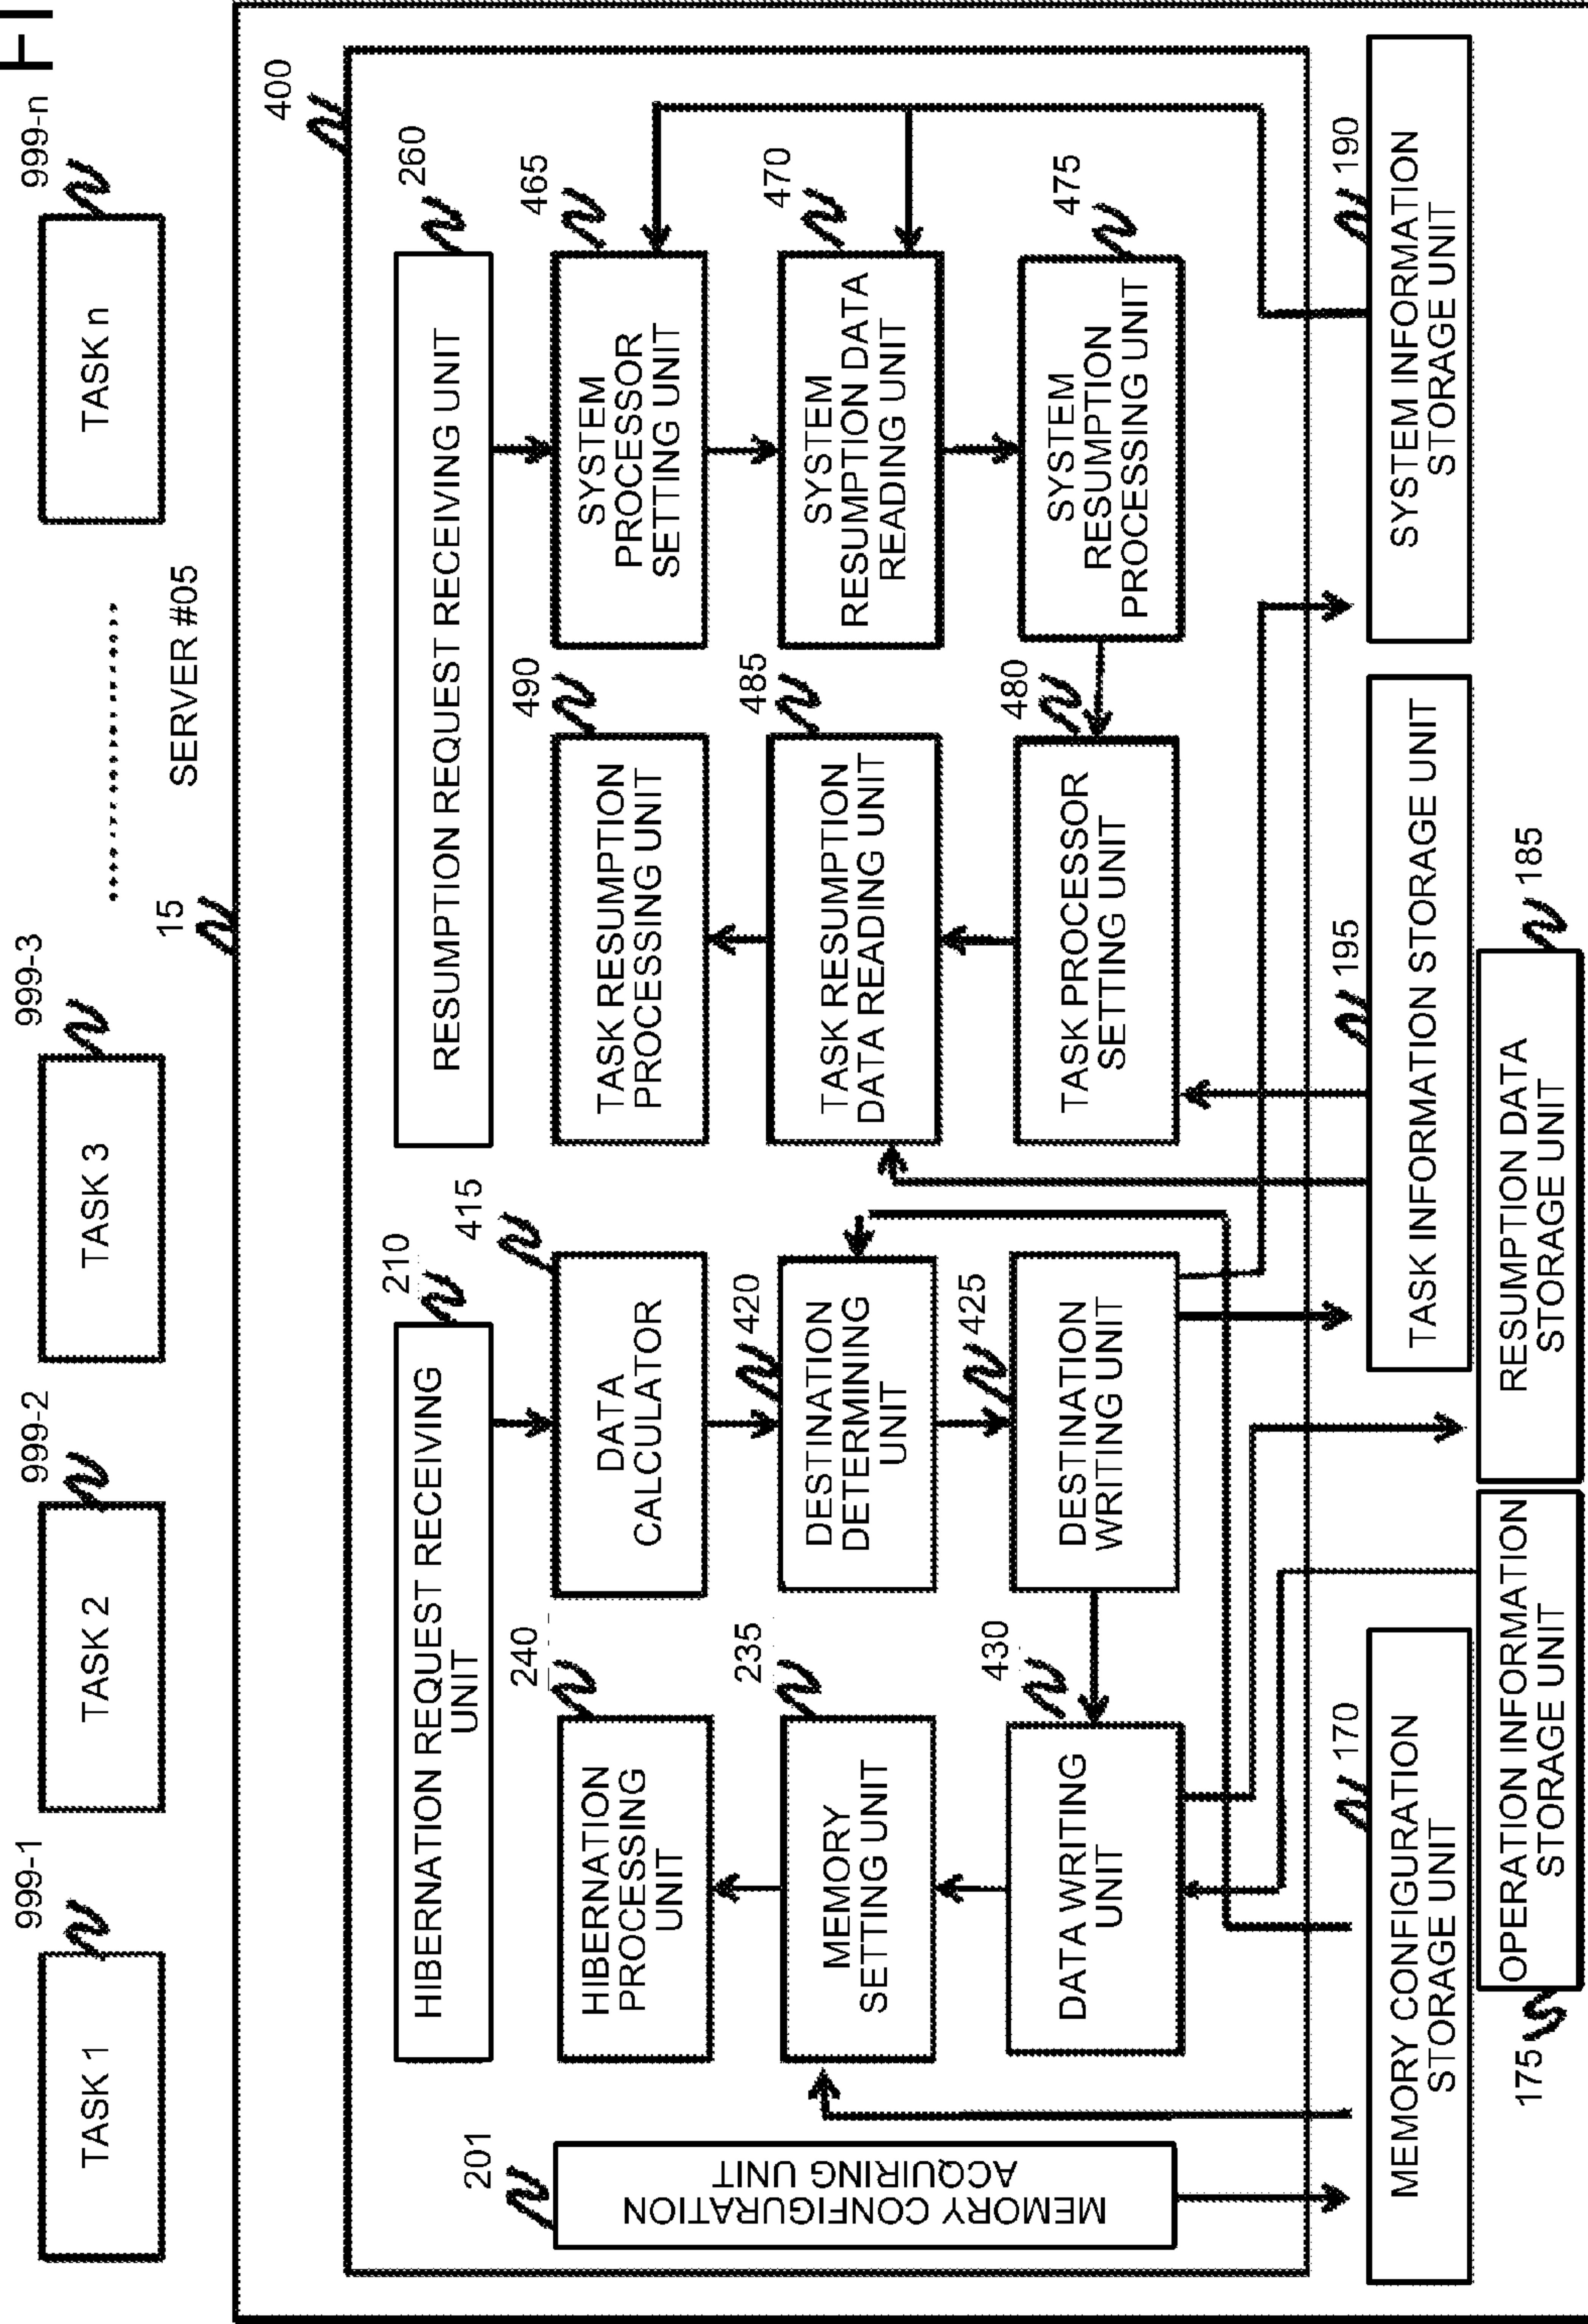 FI
999-1
TASK 1
999-2
TASK 2
999-3
TASK 3
999-n
TASK n
15
SERVER #05
400
210
HIBERNATION REQUEST RECEIVING
UNIT
260
RESUMPTION REQUEST RECEIVING UNIT
201
MEMORY CONFIGURATION
ACQUIRING UNIT
240
HIBERNATION
PROCESSING
UNIT
415
DATA
CALCULATOR
490
TASK RESUMPTION
PROCESSING UNIT
465
SYSTEM
PROCESSOR
SETTING UNIT
235
MEMORY
SETTING UNIT
420
DESTINATION
DETERMINING
UNIT
485
TASK RESUMPTION
DATA READING UNIT
470
SYSTEM
RESUMPTION DATA
READING UNIT
430
DATA WRITING
UNIT
425
DESTINATION
WRITING UNIT
480
TASK PROCESSOR
SETTING UNIT
475
SYSTEM
RESUMPTION
PROCESSING UNIT
170
MEMORY CONFIGURATION
STORAGE UNIT
195
TASK INFORMATION STORAGE UNIT
190
SYSTEM INFORMATION
STORAGE UNIT
175
OPERATION INFORMATION
STORAGE UNIT
185
RESUMPTION DATA
STORAGE UNIT